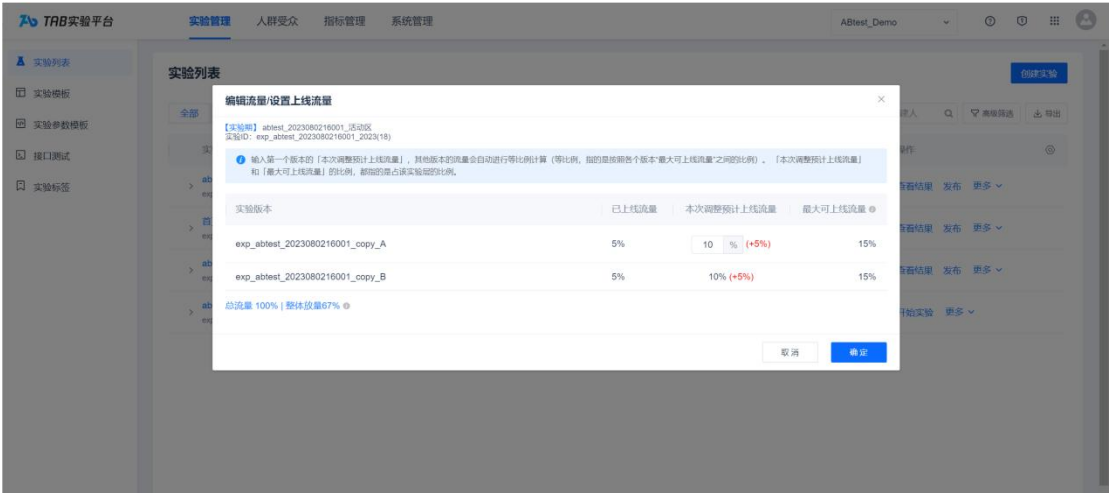 TAB实验平台
实验管理 人群受众 指标管理 系统管理
ABtest_Demo
实验列表
实验模板
实验参数模板
接口测试
实验标签
实验列表
创建实验
全部
高级筛选
导出
编辑流量/设置上线流量
【实验期】 abtest_2023080216001_活动区
实验ID: exp_abtest_2023080216001_2023(18)
输入第一个版本的「本次调整预计上线流量」, 其他版本的流量会自动进行等比例计算 (等比例, 指的是按照各个版本“最大可上线流量”之间的比例) 。 「本次调整预计上线流量」
和「最大可上线流量」的比例, 都指的是占该实验层的比例。
实验版本 已上线流量 本次调整预计上线流量 最大可上线流量
exp_abtest_2023080216001_copy_A 5% 10 % (+5%) 15%
exp_abtest_2023080216001_copy_B 5% 10% (+5%) 15%
总流量 100% | 整体放量67%
取消 确定
查看结果 发布 更多
查看结果 发布 更多
查看结果 发布 更多
开始实验 更多